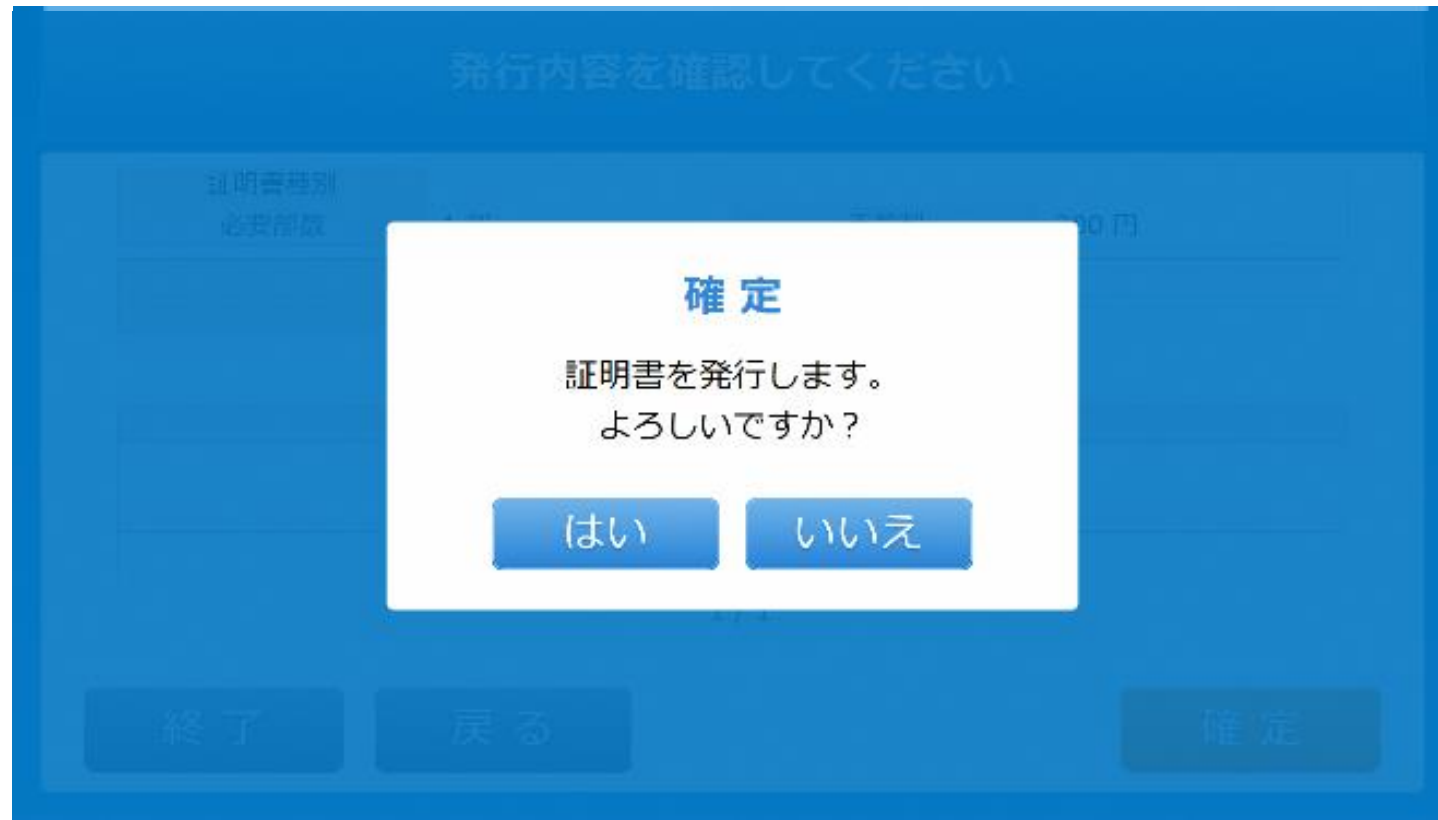 発行内容を確認してください
証明書種別
必要部数
00 円
確 定
証明書を発行します。
よろしいですか？
はい
いいえ
終 了
戻 る
確 定